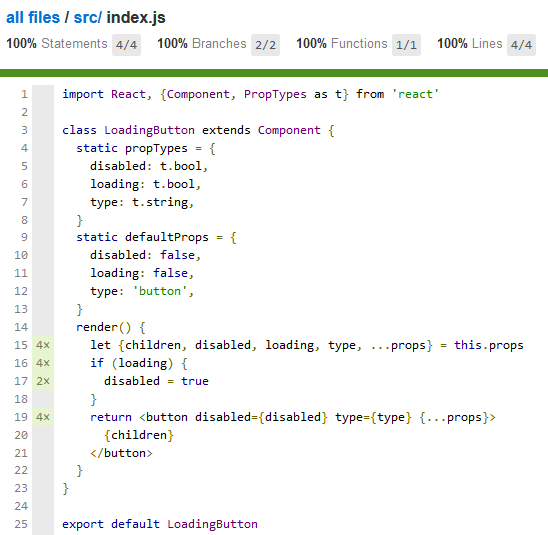 all files / src/ index.js
100% Statements 4/4 100% Branches 2/2 100% Functions 1/1 100% Lines 4/4
1 import React, {Component, PropTypes as t} from 'react'
2
3 class LoadingButton extends Component {
4   static propTypes = {
5     disabled: t.bool,
6     loading: t.bool,
7     type: t.string,
8   }
9   static defaultProps = {
10     disabled: false,
11     loading: false,
12     type: 'button',
13   }
14   render() {
15 4x     let {children, disabled, loading, type, ...props} = this.props
16 4x     if (loading) {
17 2x       disabled = true
18     }
19 4x     return <button disabled={disabled} type={type} {...props}>
20       {children}
21     </button>
22   }
23 }
24
25 export default LoadingButton